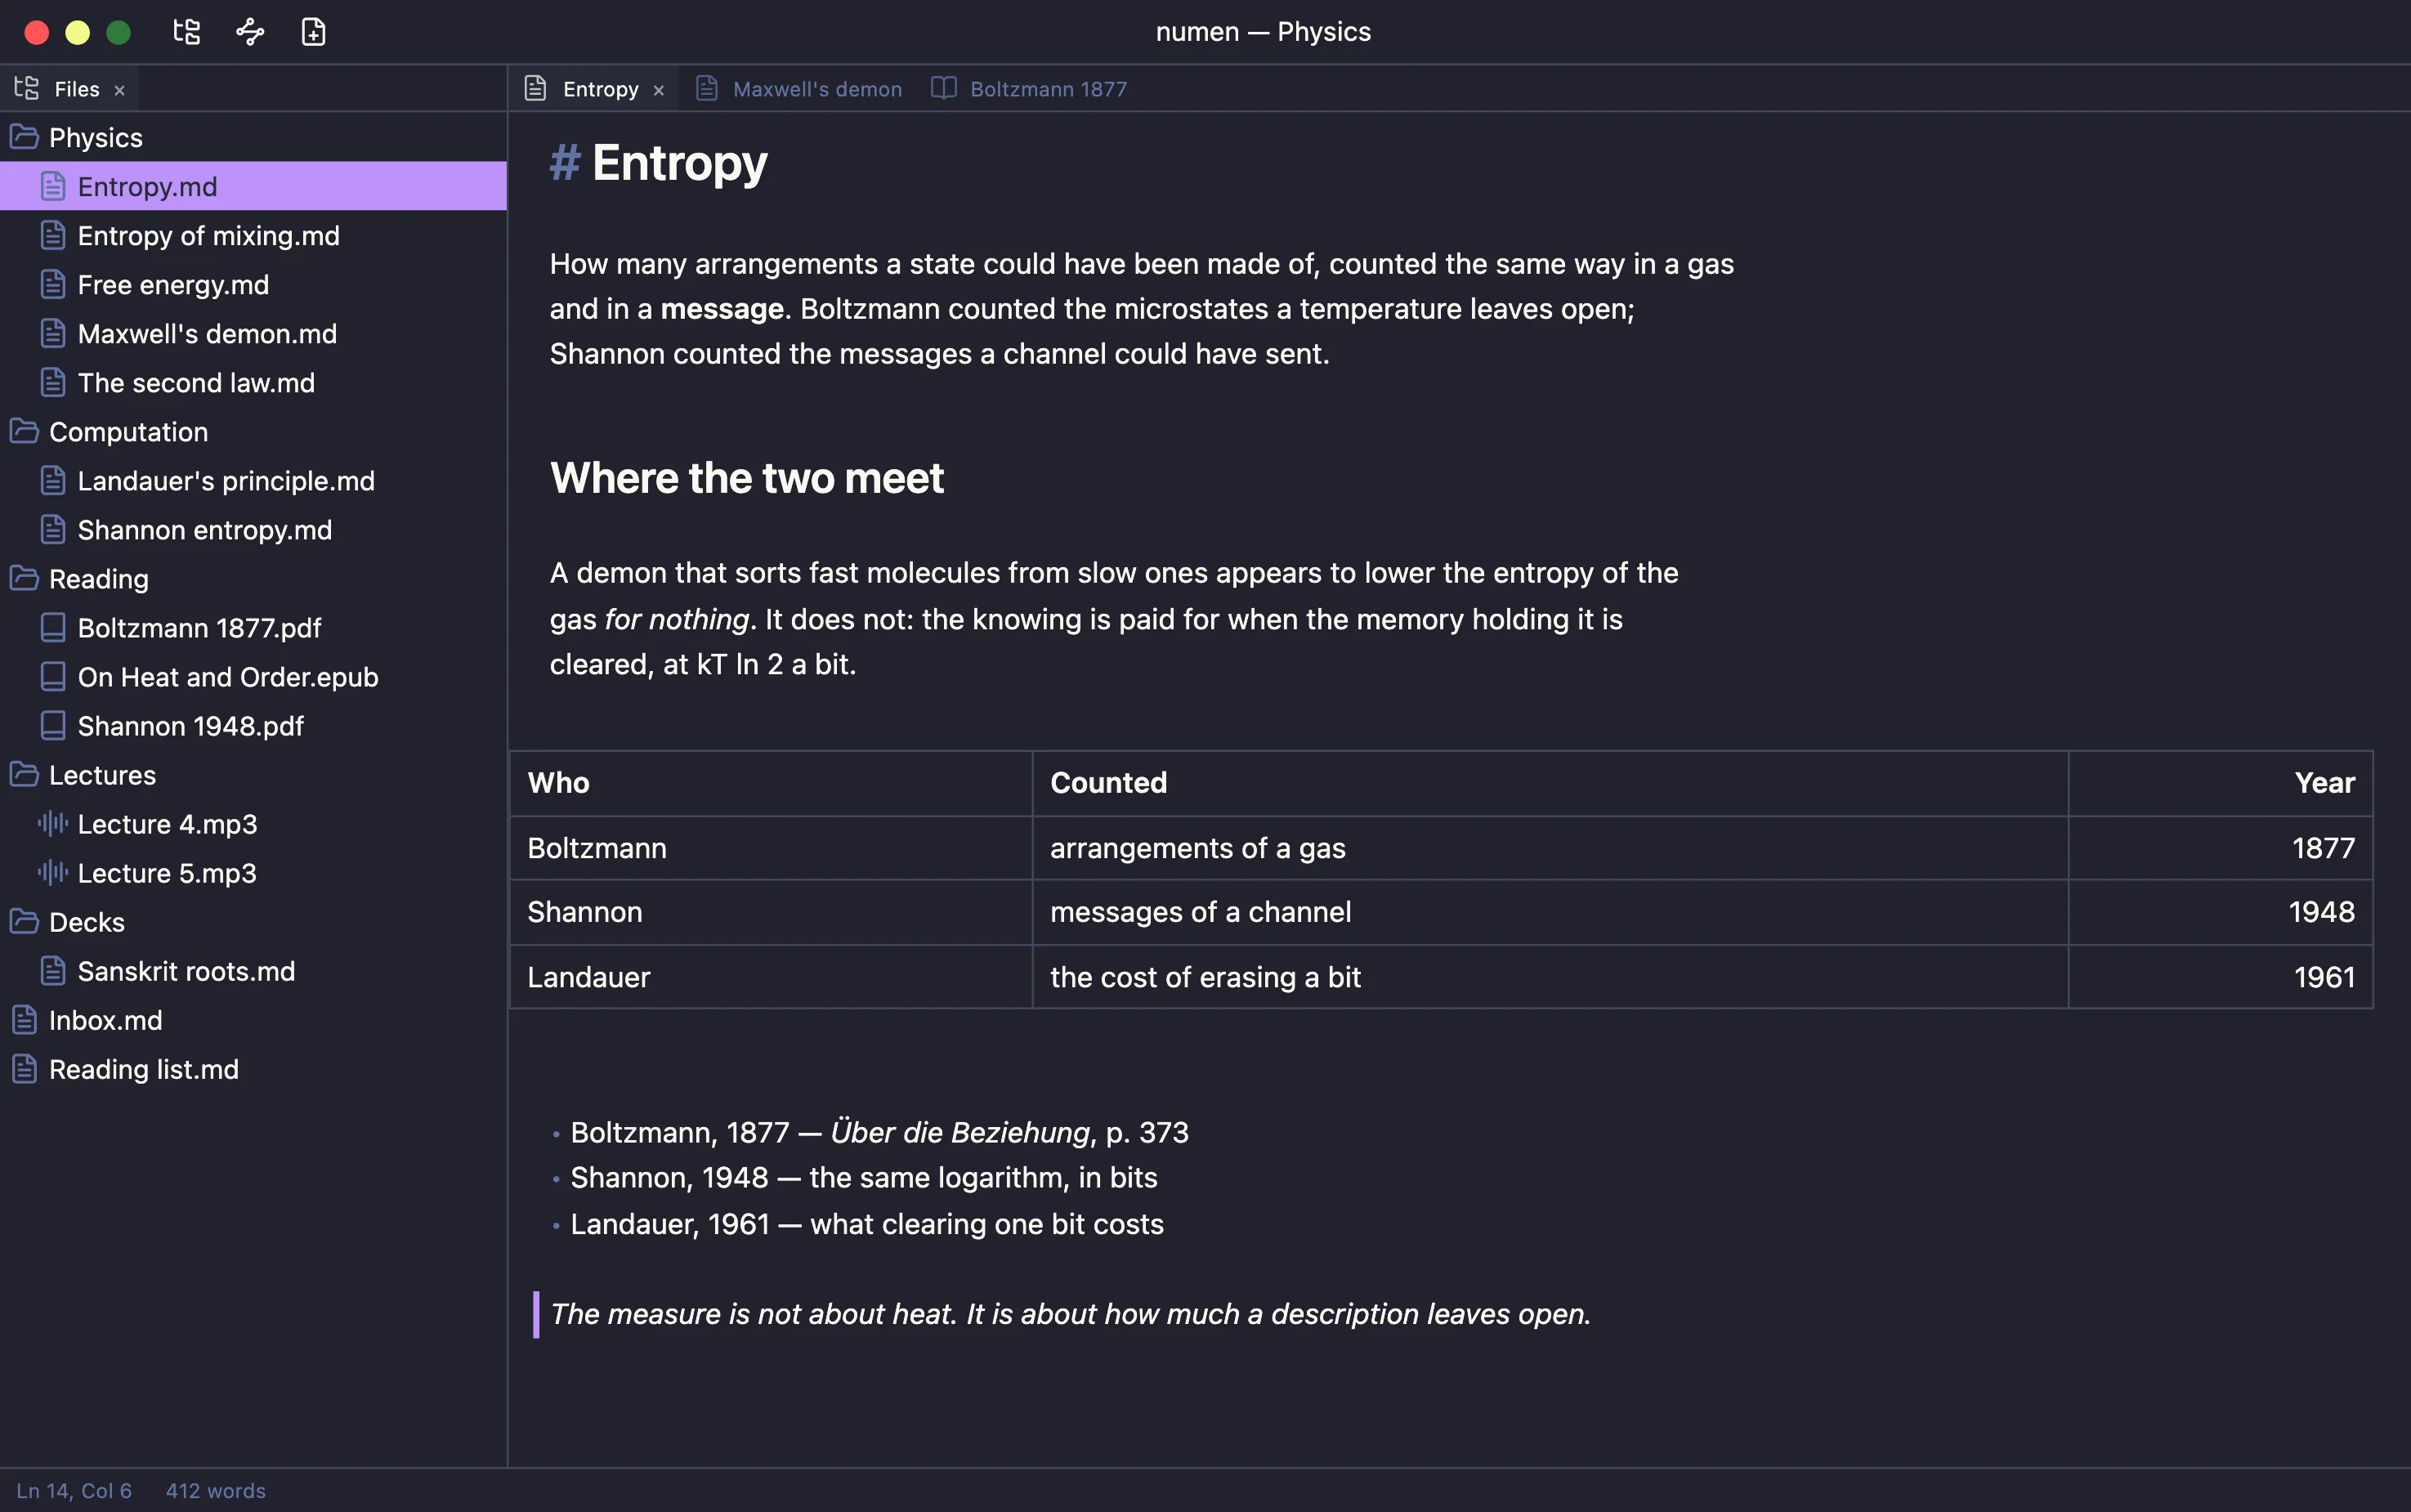 numen — Physics
Files ×
Entropy ×
Maxwell's demon
Boltzmann 1877
Physics
Entropy.md
Entropy of mixing.md
Free energy.md
Maxwell's demon.md
The second law.md
Computation
Landauer's principle.md
Shannon entropy.md
Reading
Boltzmann 1877.pdf
On Heat and Order.epub
Shannon 1948.pdf
Lectures
Lecture 4.mp3
Lecture 5.mp3
Decks
Sanskrit roots.md
Inbox.md
Reading list.md
# Entropy
How many arrangements a state could have been made of, counted the same way in a gas
and in a message. Boltzmann counted the microstates a temperature leaves open;
Shannon counted the messages a channel could have sent.
Where the two meet
A demon that sorts fast molecules from slow ones appears to lower the entropy of the
gas for nothing. It does not: the knowing is paid for when the memory holding it is
cleared, at kT ln 2 a bit.
Who Counted Year
Boltzmann arrangements of a gas 1877
Shannon messages of a channel 1948
Landauer the cost of erasing a bit 1961
• Boltzmann, 1877 — Über die Beziehung, p. 373
• Shannon, 1948 — the same logarithm, in bits
• Landauer, 1961 — what clearing one bit costs
The measure is not about heat. It is about how much a description leaves open.
Ln 14, Col 6 412 words